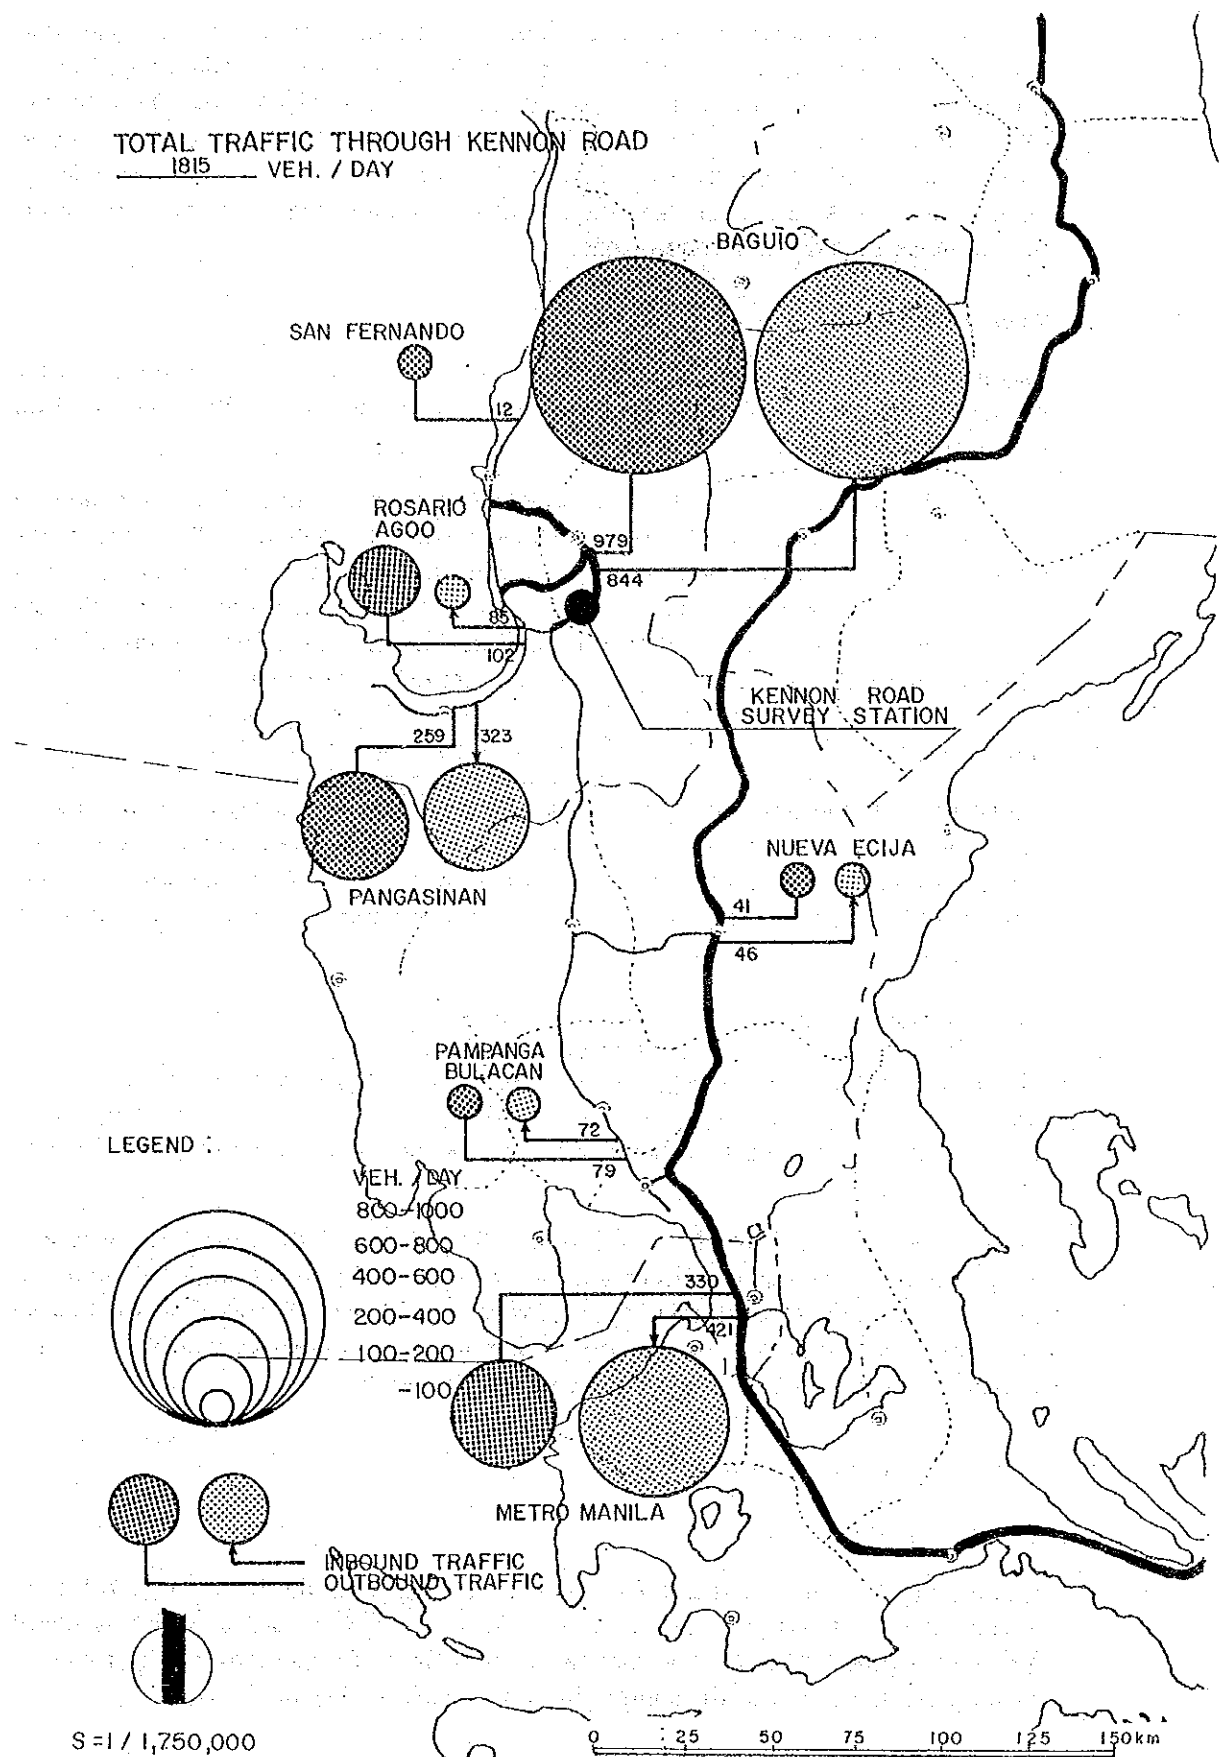 TOTAL TRAFFIC THROUGH KENNON ROAD
1815 VEH. / DAY
BAGUIO
SAN FERNANDO
12
ROSARIO
AGOO
979
844
85
102
KENNON ROAD
SURVEY STATION
259
323
PANGASINAN
NUEVA ECIJA
41
46
PAMPANGA
BULACAN
72
79
LEGEND :
VEH. / DAY
800-1000
600-800
400-600
200-400
100-200
-100
330
421
METRO MANILA
INBOUND TRAFFIC
OUTBOUND TRAFFIC
S = 1 / 1,750,000
0 25 50 75 100 125 150km